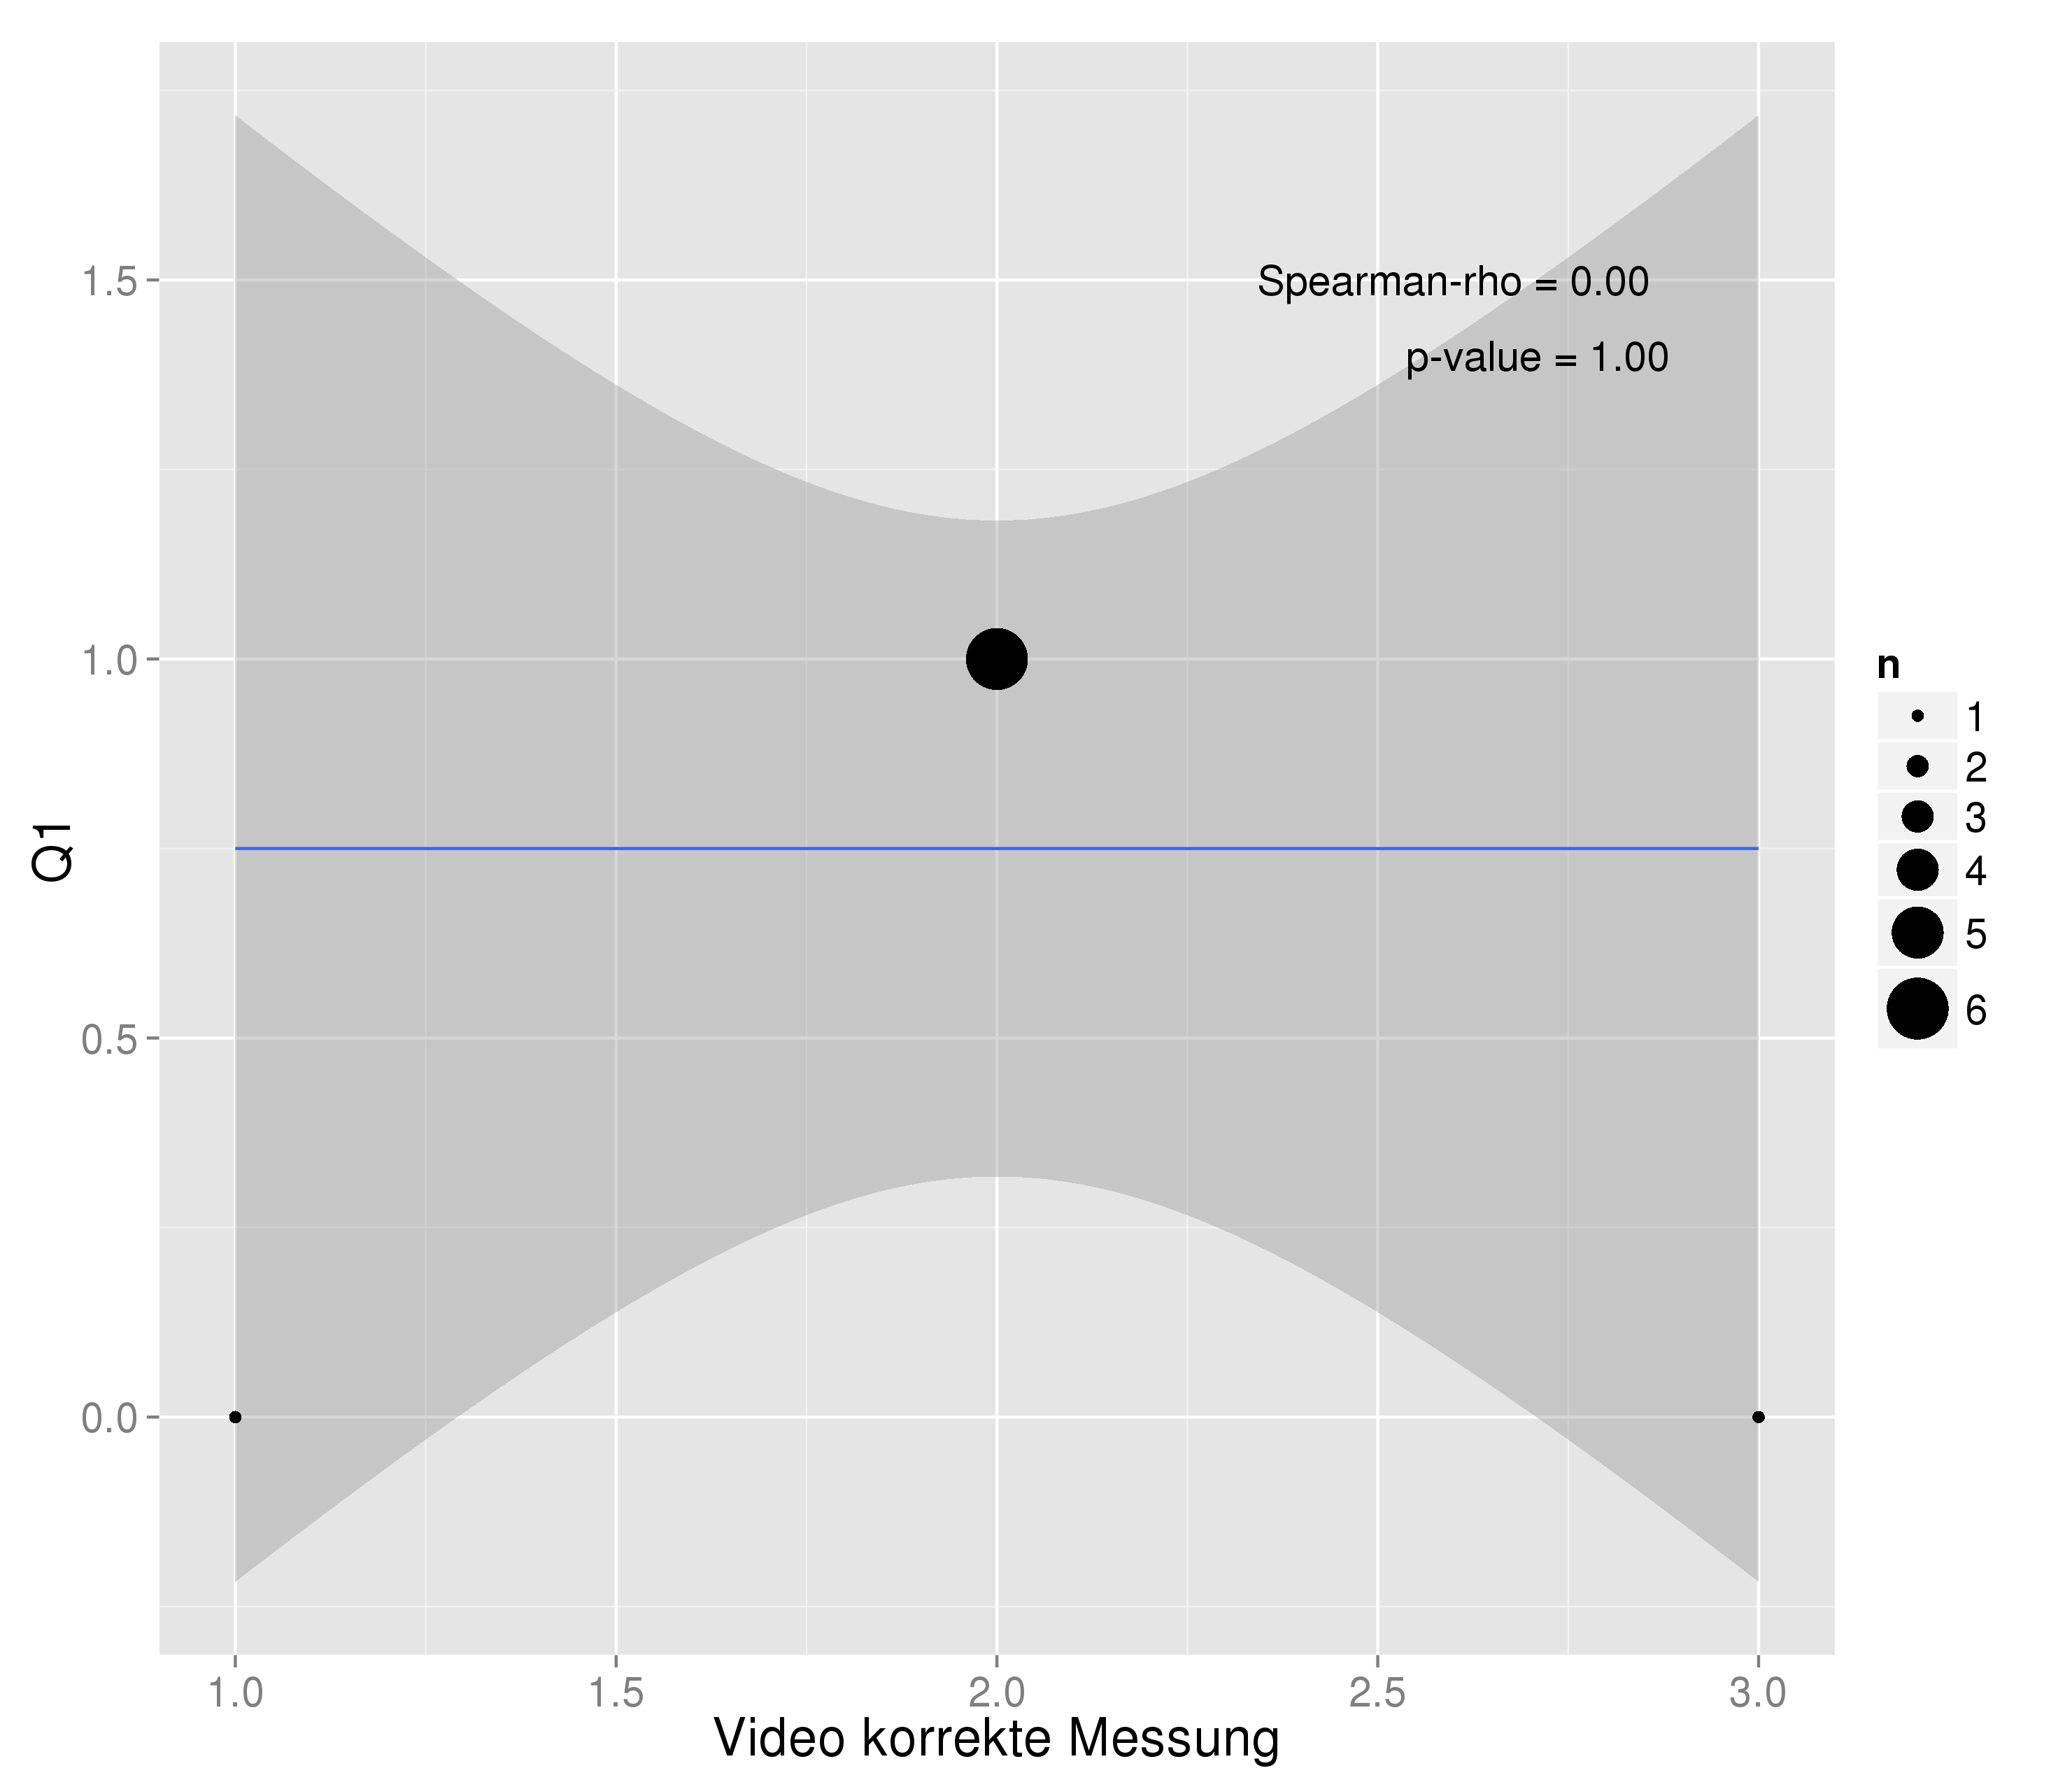 Spearman-rho = 0.00
p-value = 1.00
1.5
1.0
0.5
0.0
Q1
1.0 1.5 2.0 2.5 3.0
Video korrekte Messung
n
1
2
3
4
5
6